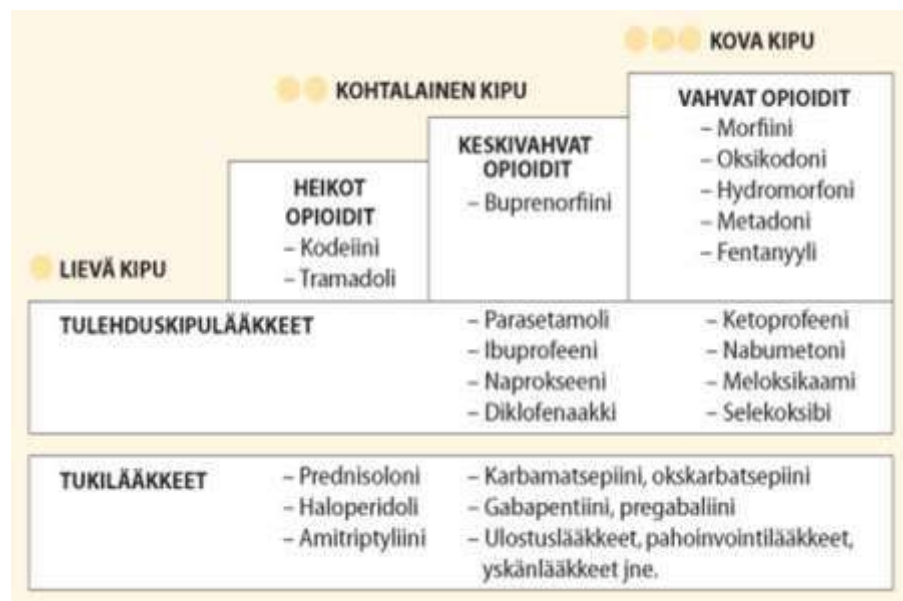 KOVA KIPU
KOHTALAINEN KIPU
VAHVAT OPIOIDIT
– Morfiini
– Oksikodoni
– Hydromorfoni
– Metadoni
– Fentanyyli
KESKIVAHVAT
OPIOIDIT
– Buprenorfiini
HEIKOT
OPIOIDIT
– Kodeiini
– Tramadoli
LIEVÄ KIPU
TULEHDUSKIPULÄÄKKEET
– Parasetamoli
– Ibuprofeeni
– Naprokseeni
– Diklofenaakki
– Ketoprofeeni
– Nabumetoni
– Meloksikaami
– Selekoksibi
TUKILÄÄKKEET
– Prednisoloni
– Haloperidoli
– Amitriptyliini
– Karbamatsepiini, okskarbatsepiini
– Gabapentiini, pregabaliini
– Ulostuslääkkeet, pahoinvointilääkkeet,
yskänlääkkeet jne.